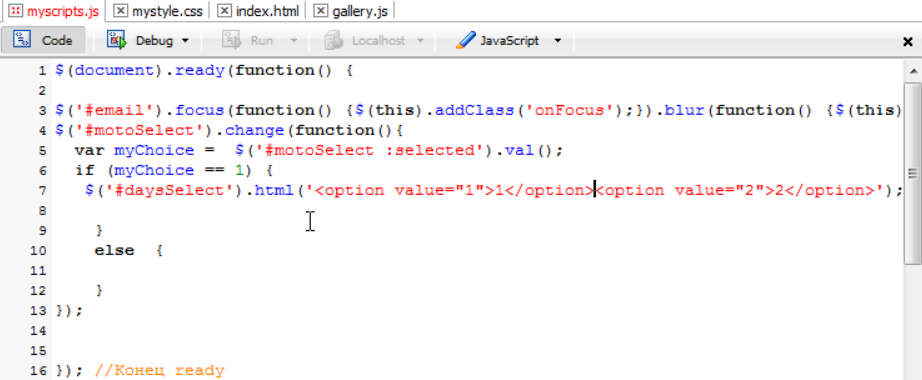 myscripts.js mystyle.css index.html gallery.js
Code Debug Run Localhost JavaScript
1 $(document).ready(function() {
2
3 $('#email').focus(function() {$(this).addClass('onFocus');}).blur(function() {$(this)
4 $('#motoSelect').change(function(){
5 var myChoice = $('#motoSelect :selected').val();
6 if (myChoice == 1) {
7 $('#daysSelect').html('<option value="1">1</option><option value="2">2</option>');
8
9 }
10 else {
11
12 }
13 });
14
15
16 }); //Конец ready